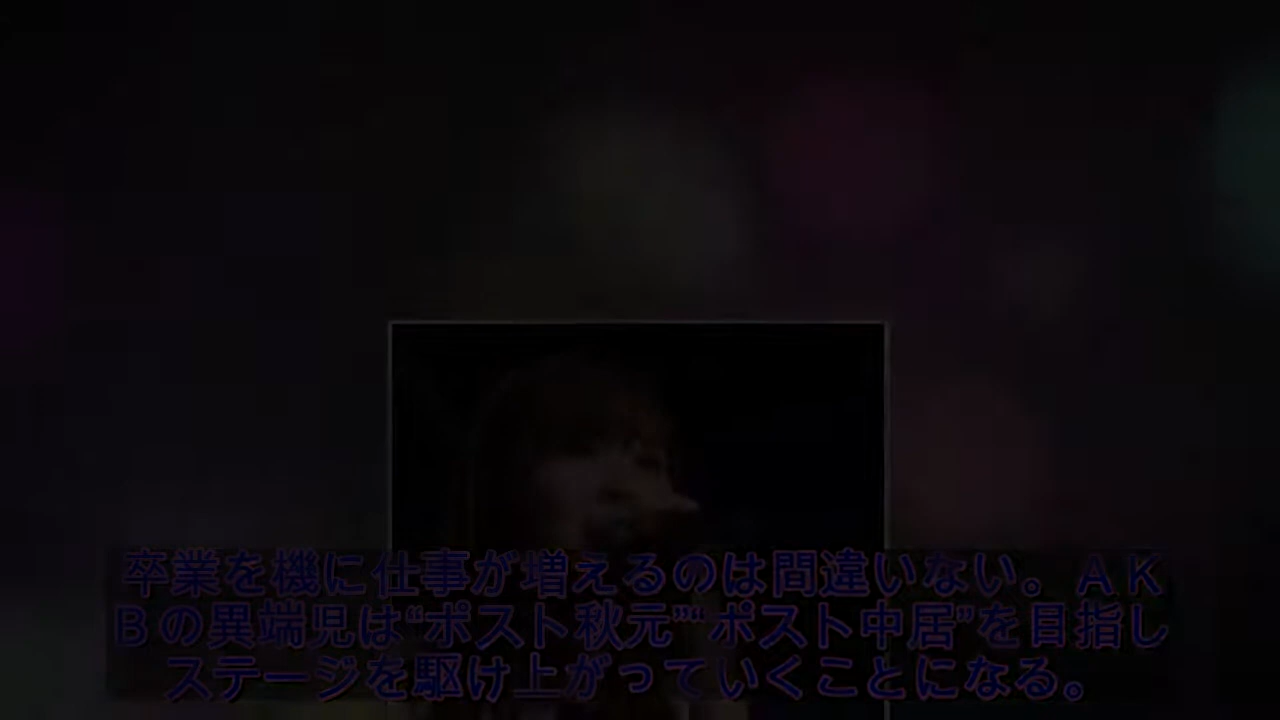 卒業を機に仕事が増えるのは間違いない。ＡＫ
Ｂの異端児は“ポスト秋元”“ポスト中居”を目指し
ステージを駆け上がっていくことになる。